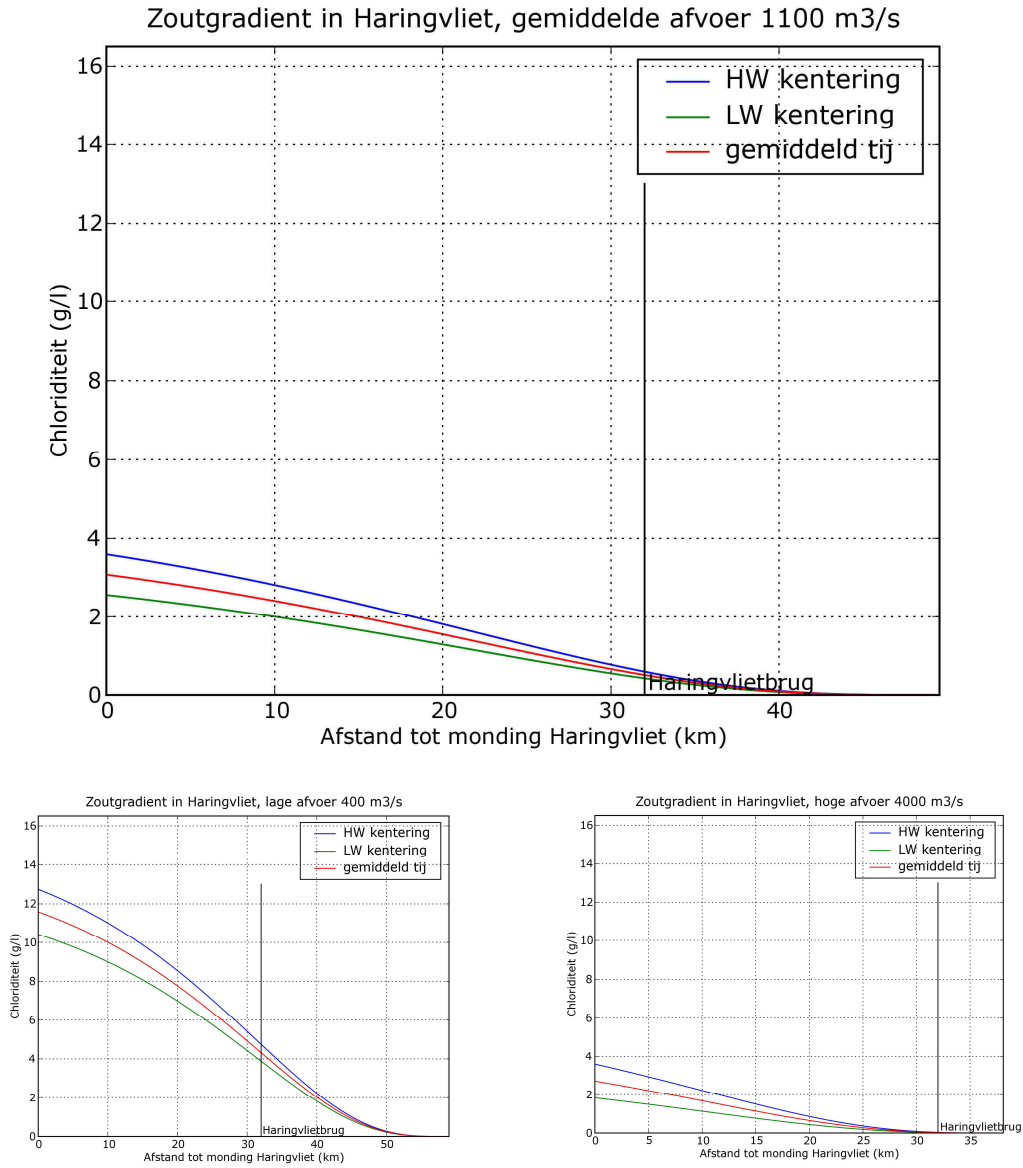 Zoutgradient in Haringvliet, gemiddelde afvoer 1100 m3/s
HW kentering
LW kentering
gemiddeld tij
16
14
12
10
8
6
4
2
0
Chloriditeit (g/l)
Haringvlietbrug
0 10 20 30 40
Afstand tot monding Haringvliet (km)
Zoutgradient in Haringvliet, lage afvoer 400 m3/s
HW kentering
LW kentering
gemiddeld tij
16
14
12
10
8
6
4
2
0
Chloriditeit (g/l)
Haringvlietbrug
0 10 20 30 40 50
Afstand tot monding Haringvliet (km)
Zoutgradient in Haringvliet, hoge afvoer 4000 m3/s
HW kentering
LW kentering
gemiddeld tij
16
14
12
10
8
6
4
2
0
Chloriditeit (g/l)
Haringvlietbrug
0 5 10 15 20 25 30 35
Afstand tot monding Haringvliet (km)